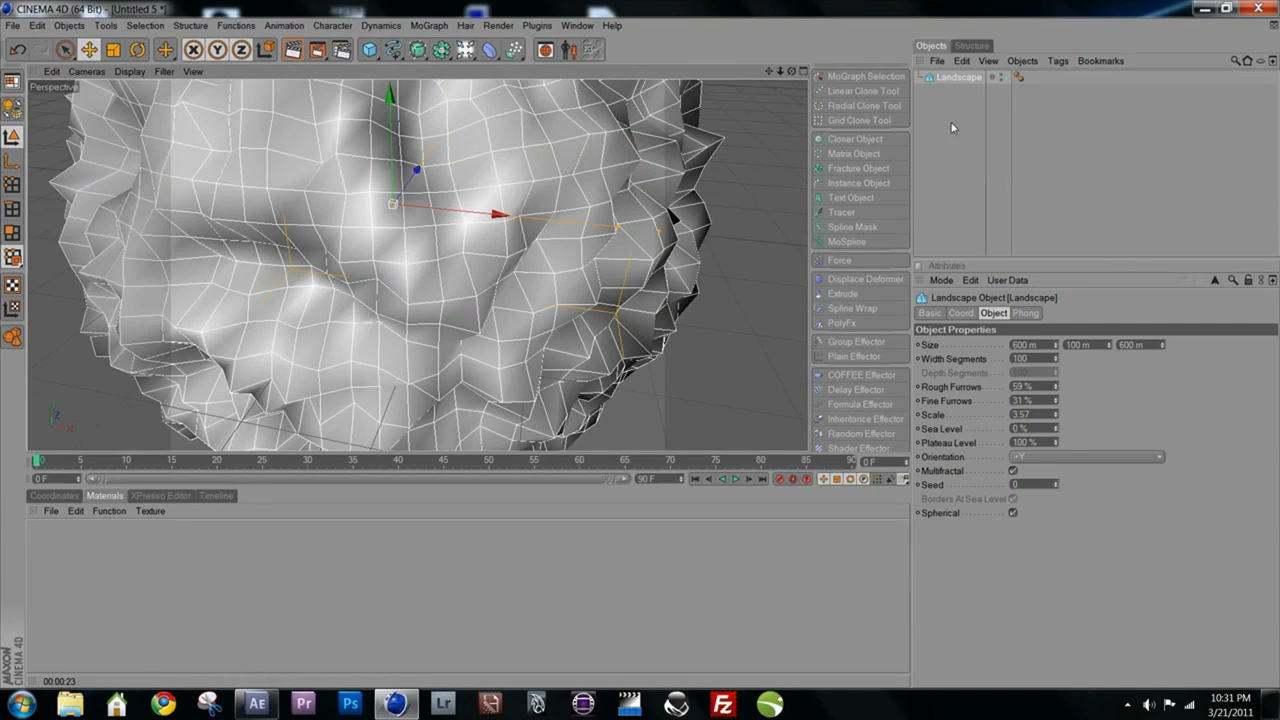 CINEMA 4D (64 Bit) - [Untitled 5 *]
File Edit Objects Tools Selection Structure Functions Animation Character Dynamics MoGraph Hair Render Plugins Window Help
X Y Z
Edit Cameras Display Filter View
Perspective
Y
X
MoGraph Selection
Linear Clone Tool
Radial Clone Tool
Grid Clone Tool
Cloner Object
Matrix Object
Fracture Object
Instance Object
Text Object
Tracer
Spline Mask
MoSpline
Force
Displace Deformer
Extrude
Spline Wrap
PolyFx
Group Effector
Plain Effector
COFFEE Effector
Delay Effector
Formula Effector
Inheritance Effector
Random Effector
Shader Effector
Objects Structure
File Edit View Objects Tags Bookmarks
Landscape
Attributes
Mode Edit User Data
Landscape Object [Landscape]
Basic Coord. Object Phong
Object Properties
Size 600 m 100 m 600 m
Width Segments 100
Depth Segments 100
Rough Furrows 59 %
Fine Furrows 31 %
Scale 3.57
Sea Level 0 %
Plateau Level 100 %
Orientation +Y
Multifractal
Seed 0
Borders At Sea Level
Spherical
0 5 10 15 20 25 30 35 40 45 50 55 60 65 70 75 80 85 90 0 F
0 F 90 F
Coordinates Materials XPresso Editor Timeline
File Edit Function Texture
MAXON
CINEMA 4D
00:00:23
Ae Pr Ps Lr Fz
10:31 PM
3/21/2011